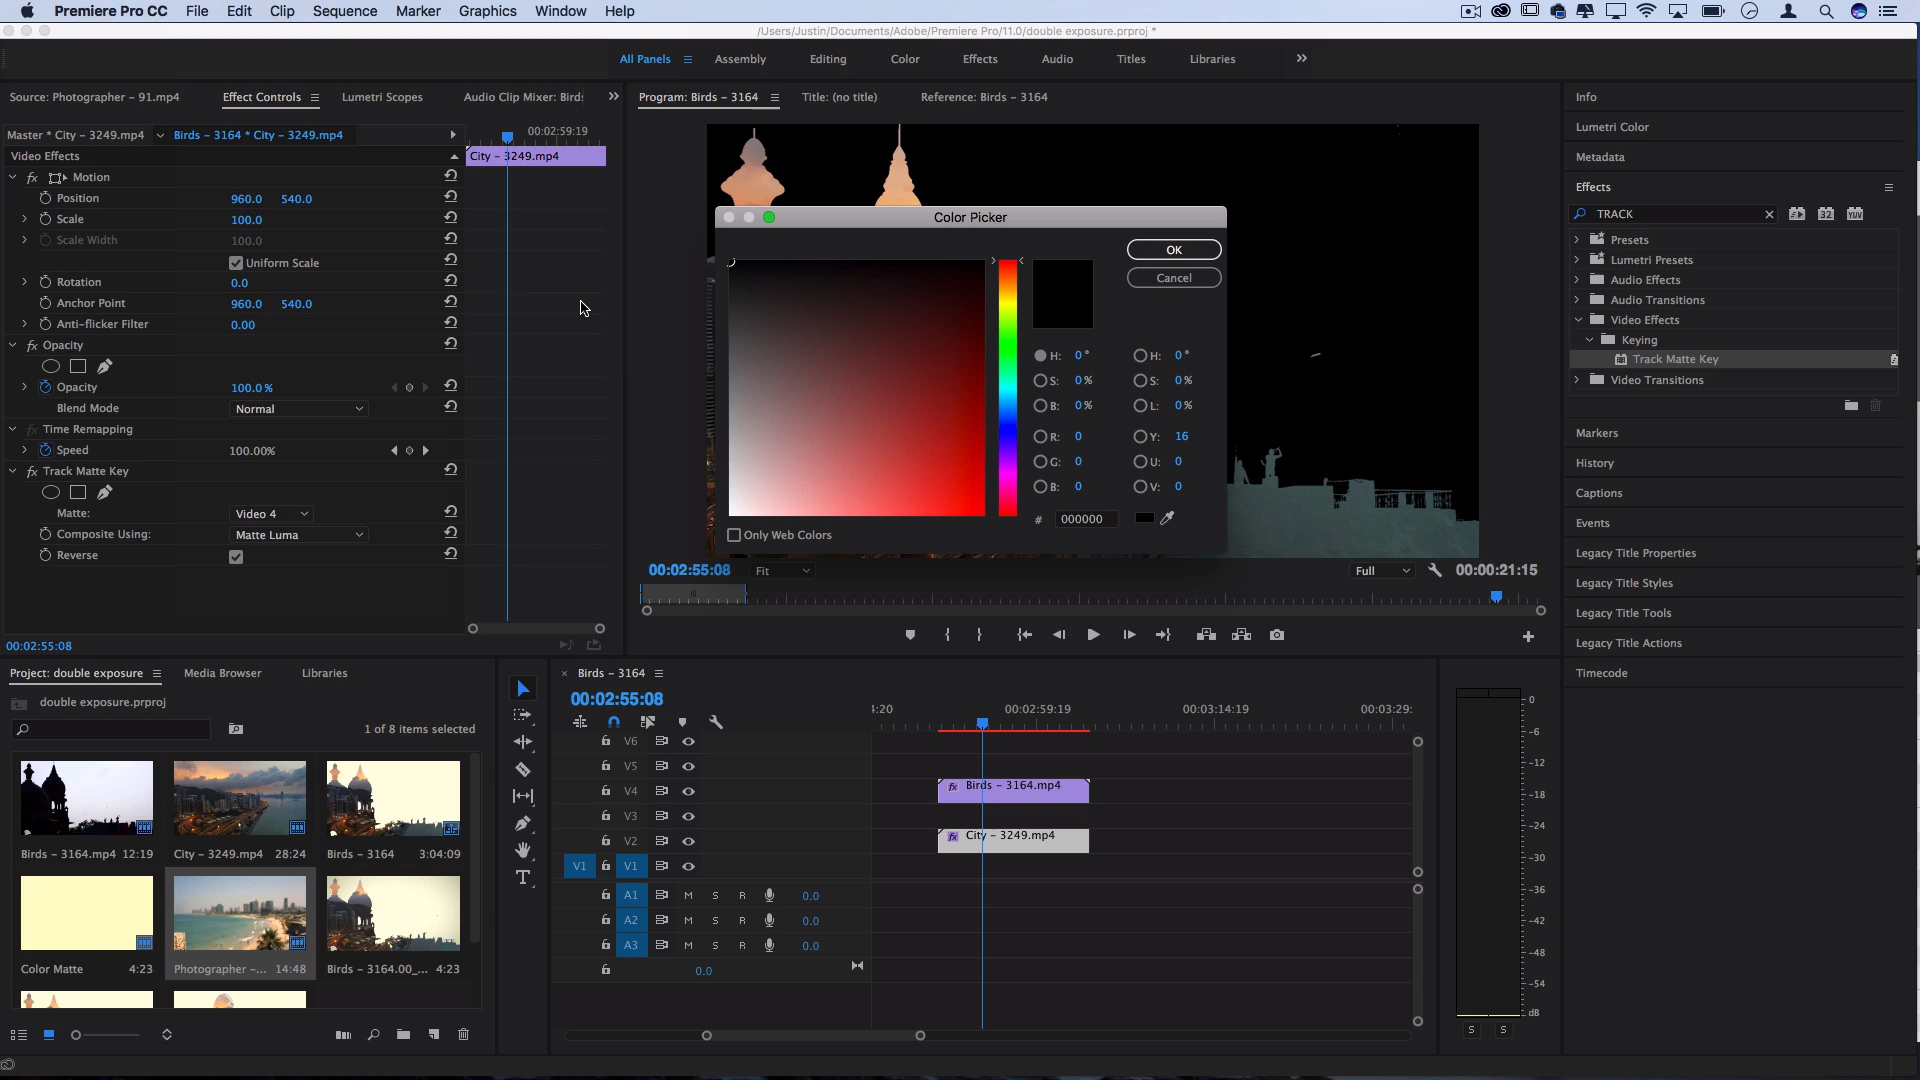 Premiere Pro CC File Edit Clip Sequence Marker Graphics Window Help
/Users/Justin/Documents/Adobe/Premiere Pro/11.0/double exposure.prproj *
All Panels Assembly Editing Color Effects Audio Titles Libraries
Source: Photographer - 91.mp4 Effect Controls Lumetri Scopes Audio Clip Mixer: Bird:
Program: Birds - 3164 Title: (no title) Reference: Birds - 3164
Master * City - 3249.mp4 Birds - 3164 * City - 3249.mp4 00:02:59:19
Video Effects City - 3249.mp4
fx Motion
Position 960.0 540.0
Scale 100.0
Scale Width 100.0
Uniform Scale
Rotation 0.0
Anchor Point 960.0 540.0
Anti-flicker Filter 0.00
fx Opacity
Opacity 100.0 %
Blend Mode Normal
fx Time Remapping
Speed 100.00%
fx Track Matte Key
Matte: Video 4
Composite Using: Matte Luma
Reverse
00:02:55:08
Color Picker
OK
Cancel
H: 0 ° H: 0 °
S: 0 % S: 0 %
B: 0 % L: 0 %
R: 0 Y: 16
G: 0 U: 0
B: 0 V: 0
# 000000
Only Web Colors
00:02:55:08 Fit Full 00:00:21:15
Info
Lumetri Color
Metadata
Effects
TRACK 32 YUV
Presets
Lumetri Presets
Audio Effects
Audio Transitions
Video Effects
Keying
Track Matte Key
Video Transitions
Markers
History
Captions
Events
Legacy Title Properties
Legacy Title Styles
Legacy Title Tools
Legacy Title Actions
Timecode
Project: double exposure Media Browser Libraries
double exposure.prproj
1 of 8 items selected
Birds - 3164.mp4 12:19 City - 3249.mp4 28:24 Birds - 3164 3:04:09
Color Matte 4:23 Photographer -... 14:48 Birds - 3164.00_... 4:23
T
× Birds - 3164
00:02:55:08
4:20 00:02:59:19 00:03:14:19 00:03:29:
V6
V5
V4 fx Birds - 3164.mp4
V3
V2 fx City - 3249.mp4
V1 V1
A1 M S R 0.0
A2 M S R 0.0
A3 M S R 0.0
0.0
0
-6
-12
-18
-24
-30
-36
-42
-48
-54
dB
S S